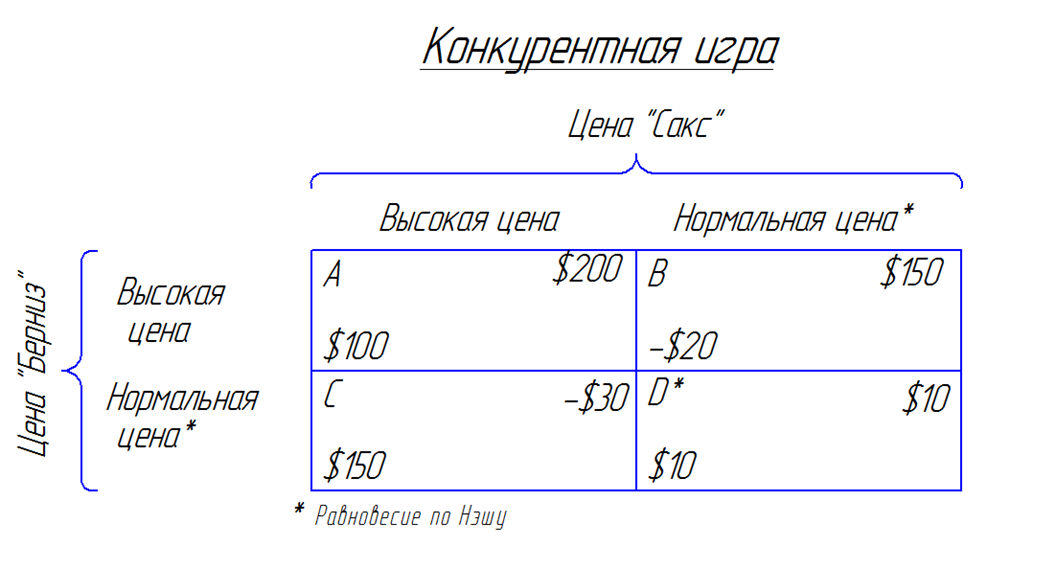 Конкурентная игра
Цена "Сакс"
Высокая цена
Нормальная цена*
Цена "Берниз"
Высокая
цена
A
$200
$100
B
$150
-$20
Нормальная
цена*
C
-$30
$150
D*
$10
$10
* Равновесие по Нэшу